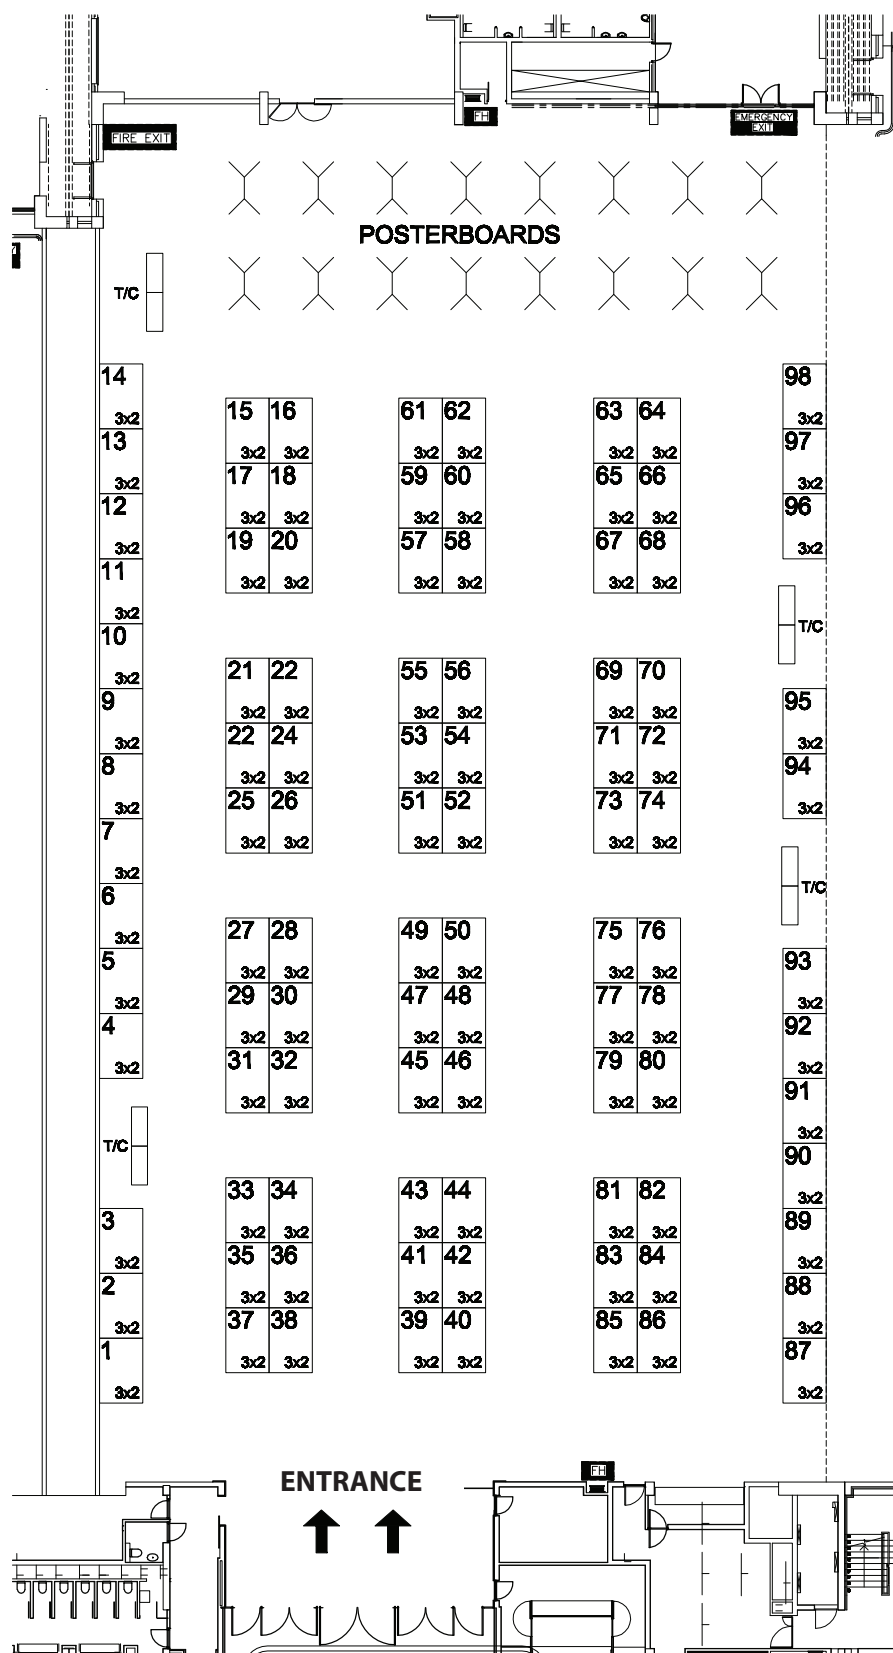 FH
EMERGENCY
EXIT
FIRE EXIT
POSTERBOARDS
T/C
14
3x2
13
3x2
12
3x2
11
3x2
10
3x2
9
3x2
8
3x2
7
3x2
6
3x2
5
3x2
4
3x2
T/C
3
3x2
2
3x2
1
3x2
15 16
3x2 3x2
17 18
3x2 3x2
19 20
3x2 3x2
21 22
3x2 3x2
22 24
3x2 3x2
25 26
3x2 3x2
27 28
3x2 3x2
29 30
3x2 3x2
31 32
3x2 3x2
33 34
3x2 3x2
35 36
3x2 3x2
37 38
3x2 3x2
61 62
3x2 3x2
59 60
3x2 3x2
57 58
3x2 3x2
55 56
3x2 3x2
53 54
3x2 3x2
51 52
3x2 3x2
49 50
3x2 3x2
47 48
3x2 3x2
45 46
3x2 3x2
43 44
3x2 3x2
41 42
3x2 3x2
39 40
3x2 3x2
63 64
3x2 3x2
65 66
3x2 3x2
67 68
3x2 3x2
69 70
3x2 3x2
71 72
3x2 3x2
73 74
3x2 3x2
75 76
3x2 3x2
77 78
3x2 3x2
79 80
3x2 3x2
81 82
3x2 3x2
83 84
3x2 3x2
85 86
3x2 3x2
98
3x2
97
3x2
96
3x2
T/C
95
3x2
94
3x2
T/C
93
3x2
92
3x2
91
3x2
90
3x2
89
3x2
88
3x2
87
3x2
FH
ENTRANCE